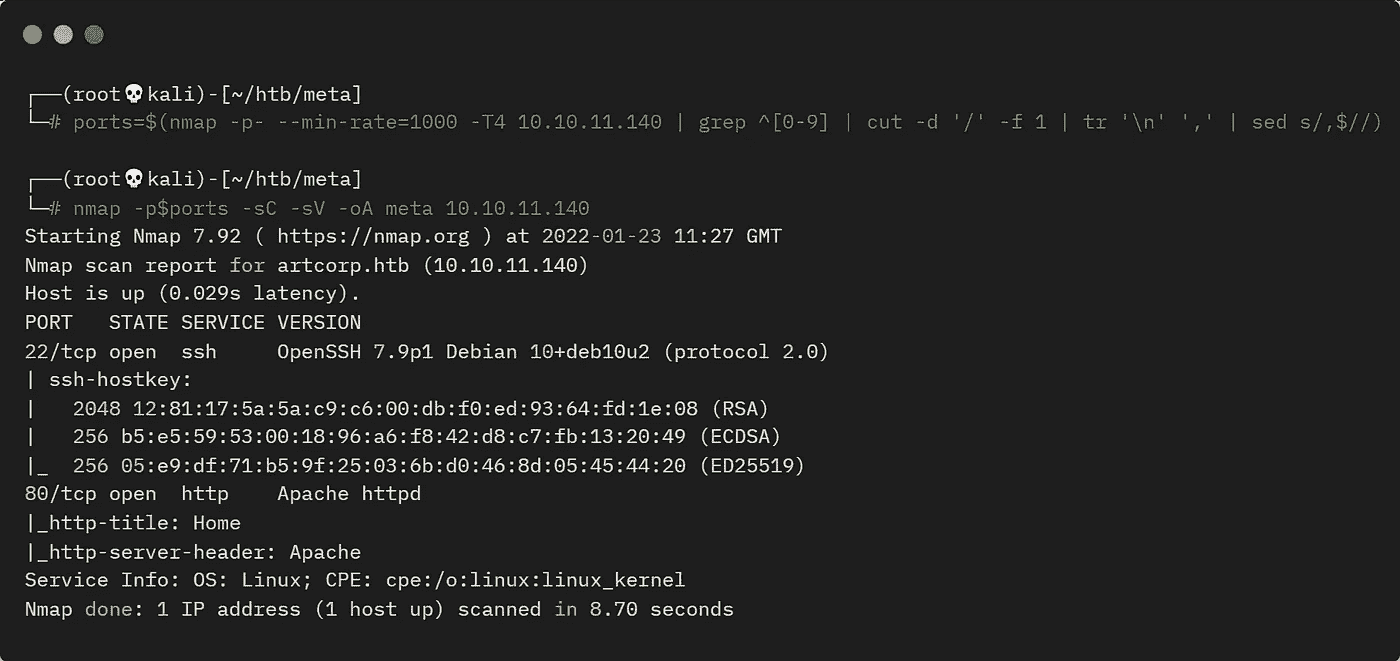 ┌──(root💀kali)-[~/htb/meta]
└─# ports=$(nmap -p- --min-rate=1000 -T4 10.10.11.140 | grep ^[0-9] | cut -d '/' -f 1 | tr '\n' ',' | sed s/,$//)
┌──(root💀kali)-[~/htb/meta]
└─# nmap -p$ports -sC -sV -oA meta 10.10.11.140
Starting Nmap 7.92 ( https://nmap.org ) at 2022-01-23 11:27 GMT
Nmap scan report for artcorp.htb (10.10.11.140)
Host is up (0.029s latency).
PORT   STATE SERVICE VERSION
22/tcp open  ssh     OpenSSH 7.9p1 Debian 10+deb10u2 (protocol 2.0)
| ssh-hostkey:
|   2048 12:81:17:5a:5a:c9:c6:00:db:f0:ed:93:64:fd:1e:08 (RSA)
|   256 b5:e5:59:53:00:18:96:a6:f8:42:d8:c7:fb:13:20:49 (ECDSA)
|_  256 05:e9:df:71:b5:9f:25:03:6b:d0:46:8d:05:45:44:20 (ED25519)
80/tcp open  http    Apache httpd
|_http-title: Home
|_http-server-header: Apache
Service Info: OS: Linux; CPE: cpe:/o:linux:linux_kernel
Nmap done: 1 IP address (1 host up) scanned in 8.70 seconds